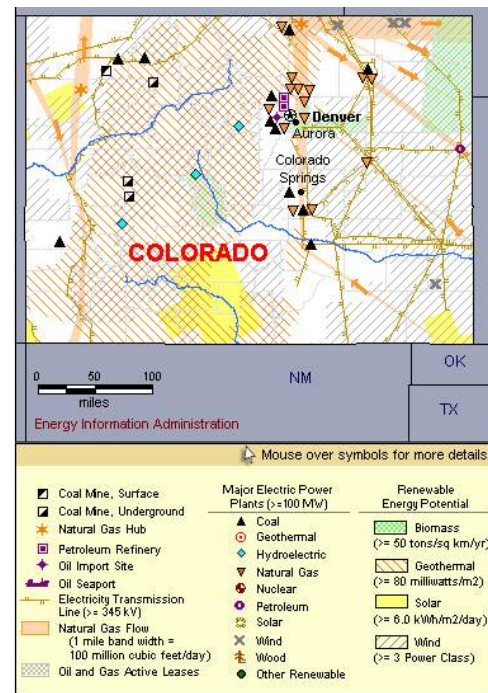 Denver
Aurora
Colorado
Springs
COLORADO
OK
0 50 100
miles
NM
TX
Energy Information Administration
Mouse over symbols for more details
Coal Mine, Surface
Coal Mine, Underground
Natural Gas Hub
Petroleum Refinery
Oil Import Site
Oil Seaport
Electricity Transmission
Line (>= 345 kV)
Natural Gas Flow
(1 mile band width =
100 million cubic feet/day)
Oil and Gas Active Leases
Major Electric Power
Plants (>=100 MW)
Coal
Geothermal
Hydroelectric
Natural Gas
Nuclear
Petroleum
Solar
Wind
Wood
Other Renewable
Renewable
Energy Potential
Biomass
(>= 50 tons/sq km/yr)
Geothermal
(>= 80 milliwatts/m2)
Solar
(>= 6.0 kWh/m2/day)
Wind
(>= 3 Power Class)